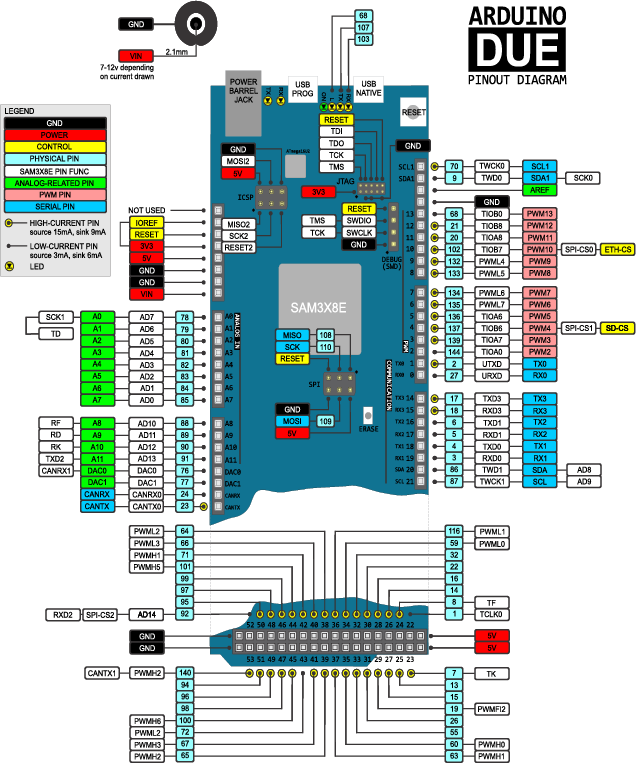 ARDUINO
DUE
PINOUT DIAGRAM
GND
VIN
2.1mm
7-12v depending
on current drawn
68
107
103
POWER
BARREL
JACK
TX
RX
USB
PROG
ON
L
TX
RX
USB
NATIVE
RESET
LEGEND
GND
POWER
CONTROL
PHYSICAL PIN
SAM3X8E PIN FUNC
ANALOG-RELATED PIN
PWM PIN
SERIAL PIN
HIGH-CURRENT PIN
source 15mA, sink 9mA
LOW-CURRENT PIN
source 3mA, sink 6mA
LED
RESET
TDI
TDO
TCK
TMS
GND
3V3
JTAG
GND
MOSI2
5V
ICSP
MISO2
SCK2
RESET2
RESET
TMS SWDIO
TCK SWCLK
GND
DEBUG
(SWD)
NOT USED
IOREF
RESET
3V3
5V
GND
GND
VIN
SCL1 70 TWCK0 SCL1
SDA1 9 TWD0 SDA1 SCK0
AREF
GND
13 68 TIOB0 PWM13
12 21 TIOB8 PWM12
11 20 TIOA8 PWM11
10 102 TIOB7 PWM10 SPI-CS0 ETH-CS
9 132 PWML4 PWM9
8 133 PWML5 PWM8
7 134 PWML6 PWM7
6 135 PWML7 PWM6
5 136 TIOA6 PWM5
4 137 TIOB6 PWM4 SPI-CS1 SD-CS
3 139 TIOA7 PWM3
2 144 TIOA0 PWM2
TX0 1 2 UTXD TX0
RX0 0 27 URXD RX0
PWM
COMMUNICATION
TX3 14 17 TXD3 TX3
RX3 15 18 RXD3 RX3
TX2 16 6 TXD1 TX2
RX2 17 5 RXD1 RX2
TX1 18 4 TXD0 TX1
RX1 19 3 RXD0 RX1
SDA 20 86 TWD1 SDA AD8
SCL 21 87 TWCK1 SCL AD9
SAM3X8E
MISO 108
SCK 110
RESET
SPI
GND
MOSI 109
5V
ERASE
ANALOG IN
SCK1 A0 AD7 78 A0
TD A1 AD6 79 A1
A2 AD5 80 A2
A3 AD4 81 A3
A4 AD3 82 A4
A5 AD2 83 A5
A6 AD1 84 A6
A7 AD0 85 A7
RF A8 AD10 88 A8
RD A9 AD11 89 A9
RK A10 AD12 90 A10
TXD2 A11 AD13 91 A11
CANRX1 DAC0 DAC0 76 DAC0
DAC1 DAC1 77 DAC1
CANRX CANRX0 24 CANRX
CANTX CANTX0 23 CANTX
PWML2 64
PWML3 66
PWMH1 71
PWMH5 101
99
97
95
RXD2 SPI-CS2 AD14 92
116 PWML1
59 PWML0
32
22
16
14
8 TF
1 TCLK0
52 50 48 46 44 42 40 38 36 34 32 30 28 26 24 22
GND
GND
5V
5V
53 51 49 47 45 43 41 39 37 35 33 31 29 27 25 23
CANTX1 PWMH2 140
94
96
98
PWMH6 100
PWML2 72
PWMH3 67
PWMH2 65
7 TK
13
15
19 PWMFI2
26
55
60 PWMH0
63 PWMH1